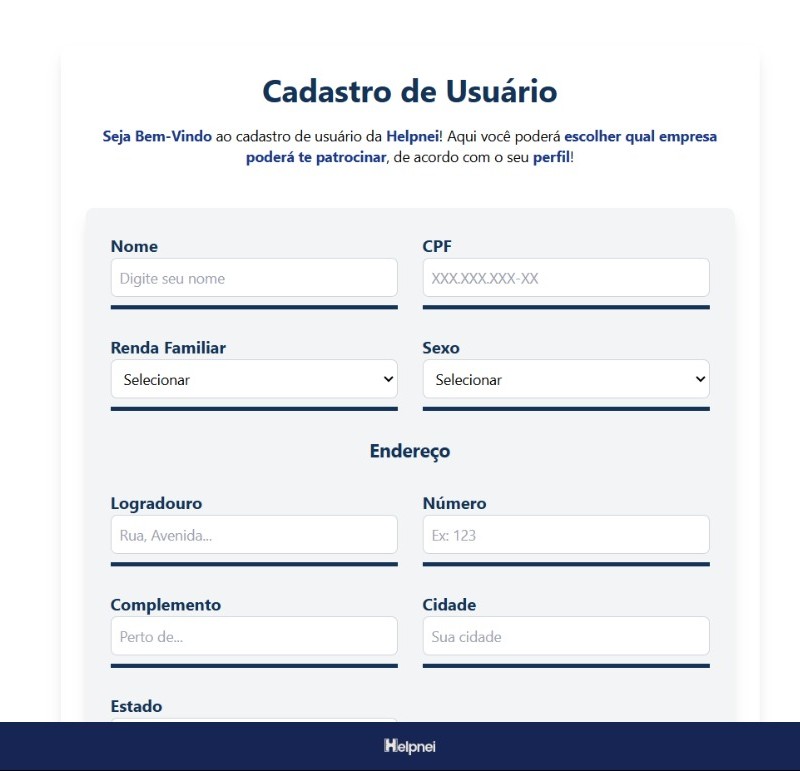 Cadastro de Usuário
Seja Bem-Vindo ao cadastro de usuário da Helpnei! Aqui você poderá escolher qual empresa
poderá te patrocinar, de acordo com o seu perfil!
Nome
CPF
Digite seu nome
XXX.XXX.XXX-XX
Renda Familiar
Sexo
Selecionar
Selecionar
Endereço
Logradouro
Número
Rua, Avenida...
Ex: 123
Complemento
Cidade
Perto de...
Sua cidade
Estado
Helpnei